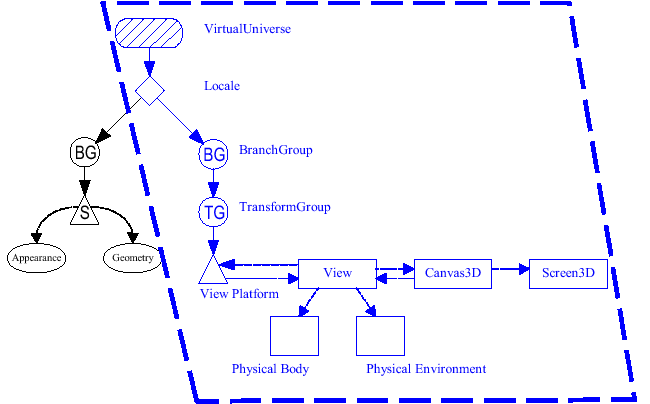 VirtualUniverse
Locale
BG
BG
BranchGroup
TG
TransformGroup
S
Appearance
Geometry
View
Canvas3D
Screen3D
View Platform
Physical Body
Physical Environment